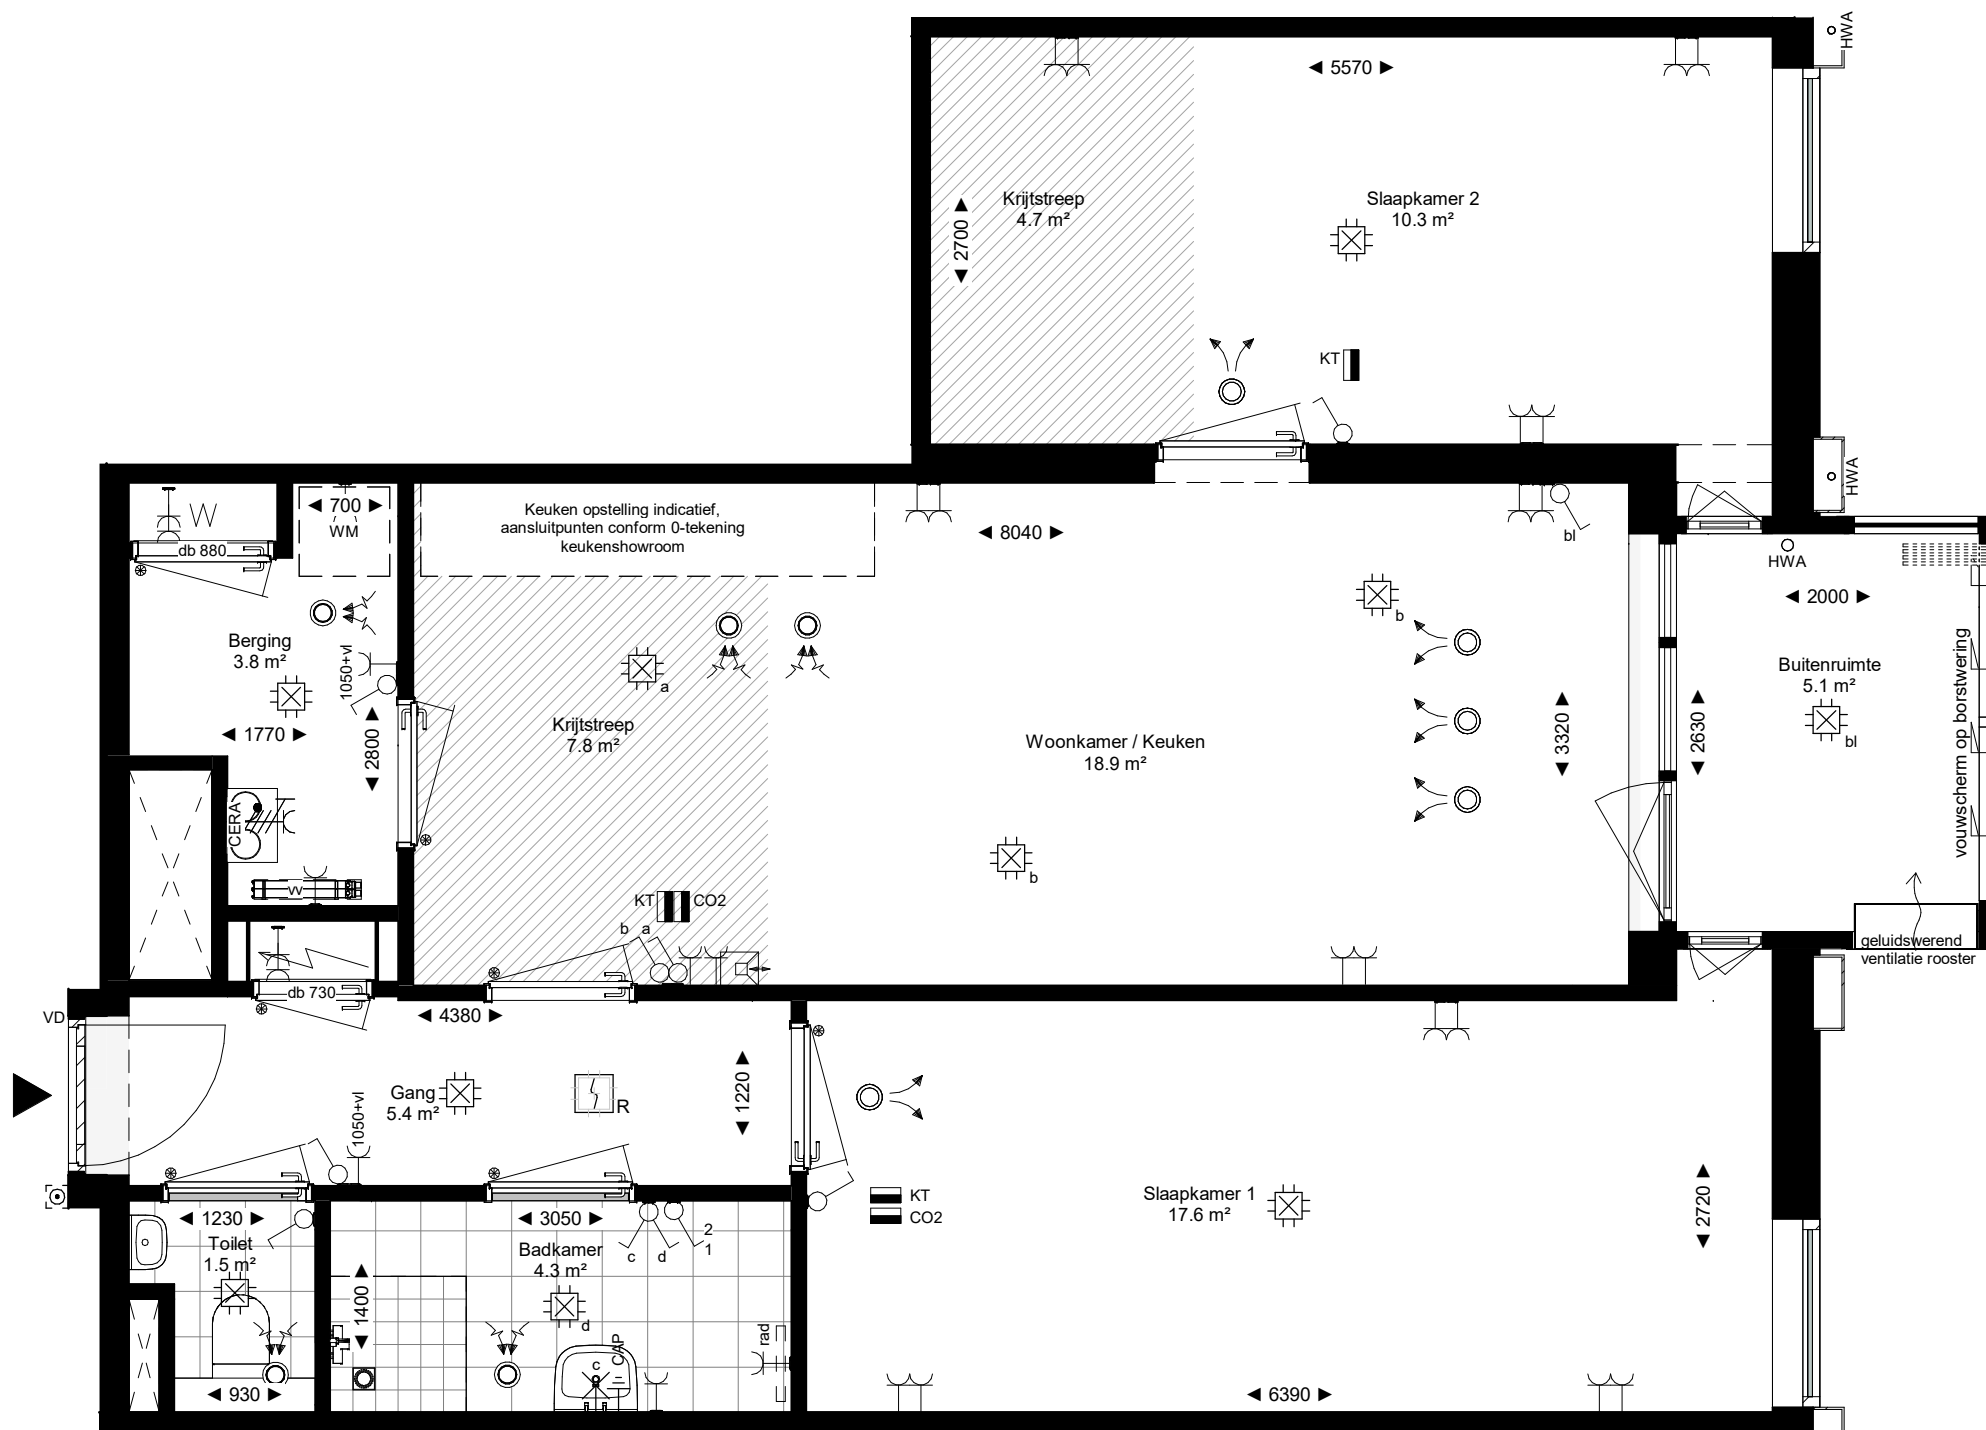 HWA
5570
Krijtstreep
4.7 m²
Slaapkamer 2
10.3 m²
2700
KT
HWA
W
db 880
700
WM
Keuken opstelling indicatief,
aansluitpunten conform 0-tekening
keukenshowroom
8040
bl
HWA
2000
b
Berging
3.8 m²
1050+vl
a
1770
2800
Krijtstreep
7.8 m²
Woonkamer / Keuken
18.9 m²
3320
2630
Buitenruimte
5.1 m²
bl
vouwscherm op borstwering
CERA
VV
b
KT
CO2
b a
geluidswerend
ventilatie rooster
db 730
VD
4380
Gang
5.4 m²
1050+vl
R
1220
KT
CO2
Slaapkamer 1
17.6 m²
2720
1230
Toilet
1.5 m²
3050
Badkamer
4.3 m²
c
d
2
1
1400
d
rad
CAP
c
930
6390